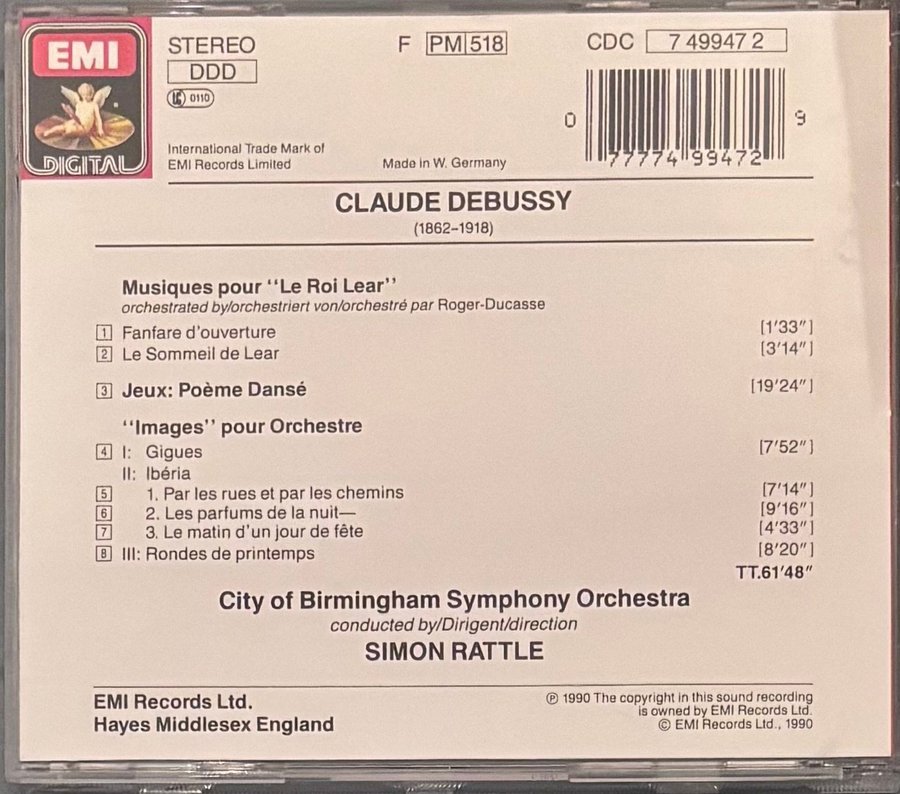 EMI
DIGITAL
STEREO
DDD
LC 0110
International Trade Mark of
EMI Records Limited
F PM 518
Made in W. Germany
CDC 7 49947 2
0 77774 99472 9
CLAUDE DEBUSSY
(1862–1918)
Musiques pour “Le Roi Lear”
orchestrated by/orchestriert von/orchestré par Roger-Ducasse
1 Fanfare d’ouverture [1’33”]
2 Le Sommeil de Lear [3’14”]
3 Jeux: Poème Dansé [19’24”]
“Images” pour Orchestre
4 I: Gigues [7’52”]
II: Ibéria
5 1. Par les rues et par les chemins [7’14”]
6 2. Les parfums de la nuit— [9’16”]
7 3. Le matin d’un jour de fête [4’33”]
8 III: Rondes de printemps [8’20”]
TT.61’48”
City of Birmingham Symphony Orchestra
conducted by/Dirigent/direction
SIMON RATTLE
EMI Records Ltd.
Hayes Middlesex England
℗ 1990 The copyright in this sound recording
is owned by EMI Records Ltd.
© EMI Records Ltd., 1990